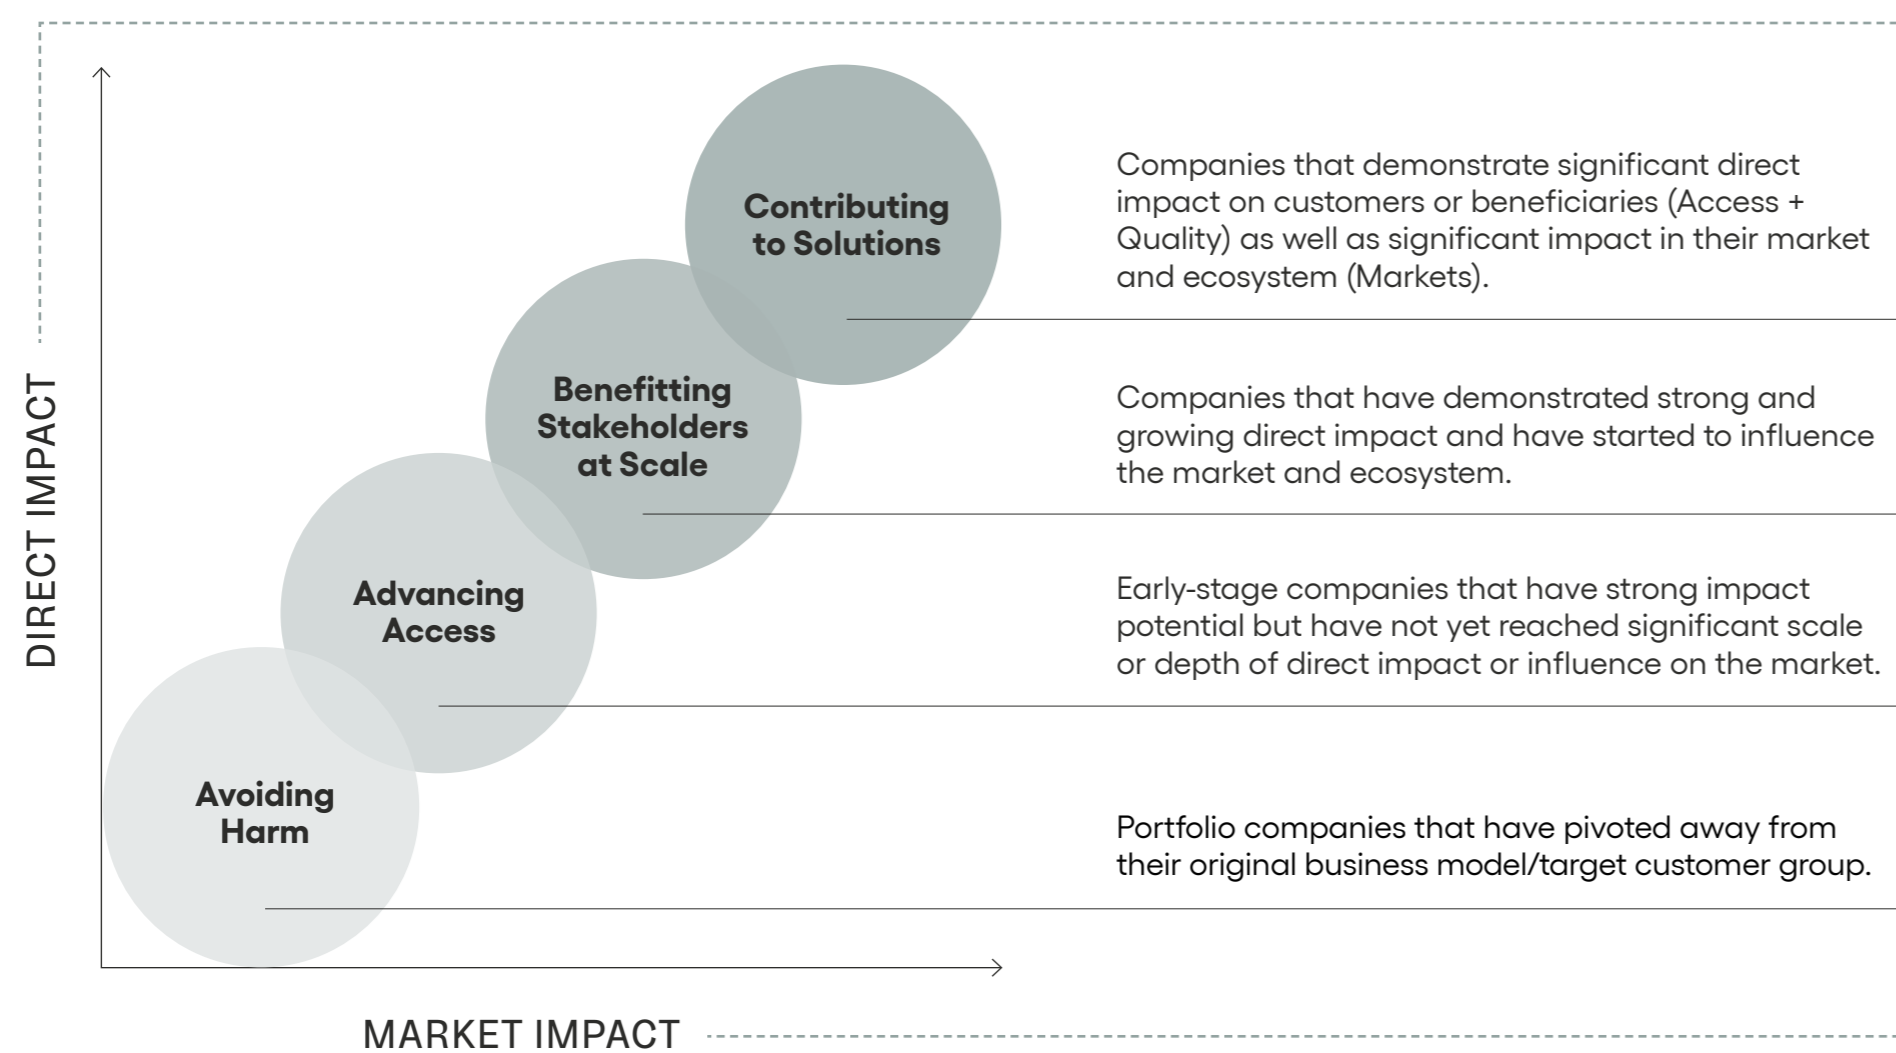 Contributing
to Solutions
Companies that demonstrate significant direct
impact on customers or beneficiaries (Access +
Quality) as well as significant impact in their market
and ecosystem (Markets).
Benefitting
Stakeholders
at Scale
Companies that have demonstrated strong and
growing direct impact and have started to influence
the market and ecosystem.
Advancing
Access
Early-stage companies that have strong impact
potential but have not yet reached significant scale
or depth of direct impact or influence on the market.
Avoiding
Harm
Portfolio companies that have pivoted away from
their original business model/target customer group.
DIRECT IMPACT
MARKET IMPACT